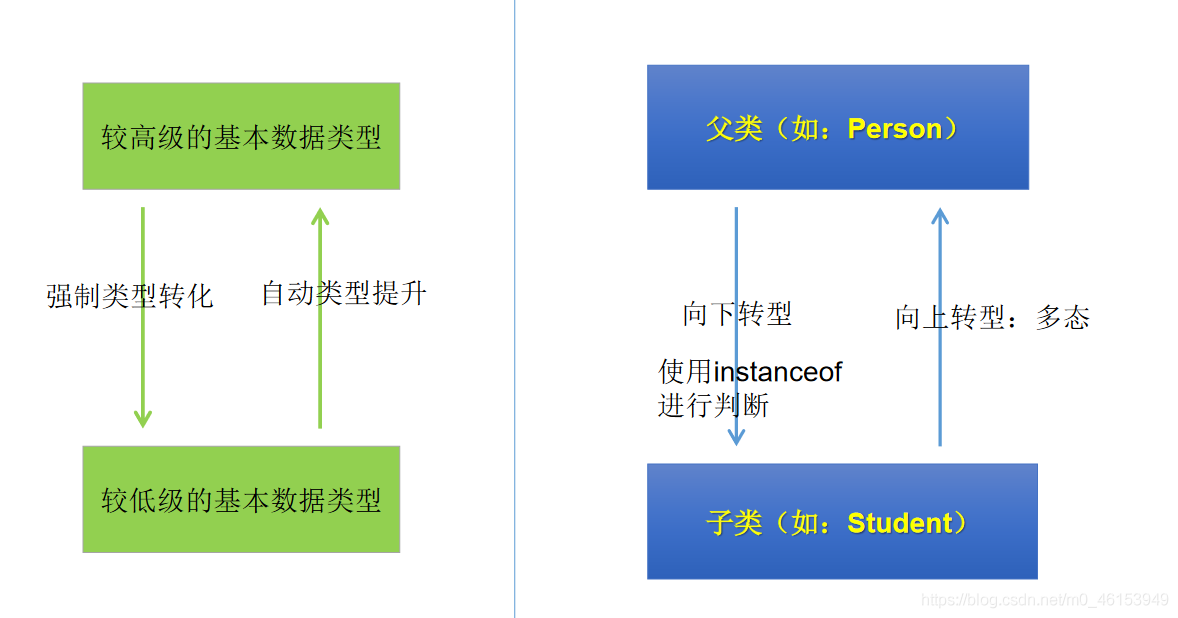 较高级的基本数据类型
强制类型转化
自动类型提升
较低级的基本数据类型
父类（如：Person）
向下转型
使用instanceof
进行判断
向上转型：多态
子类（如：Student）
https://blog.csdn.net/m0_46153949